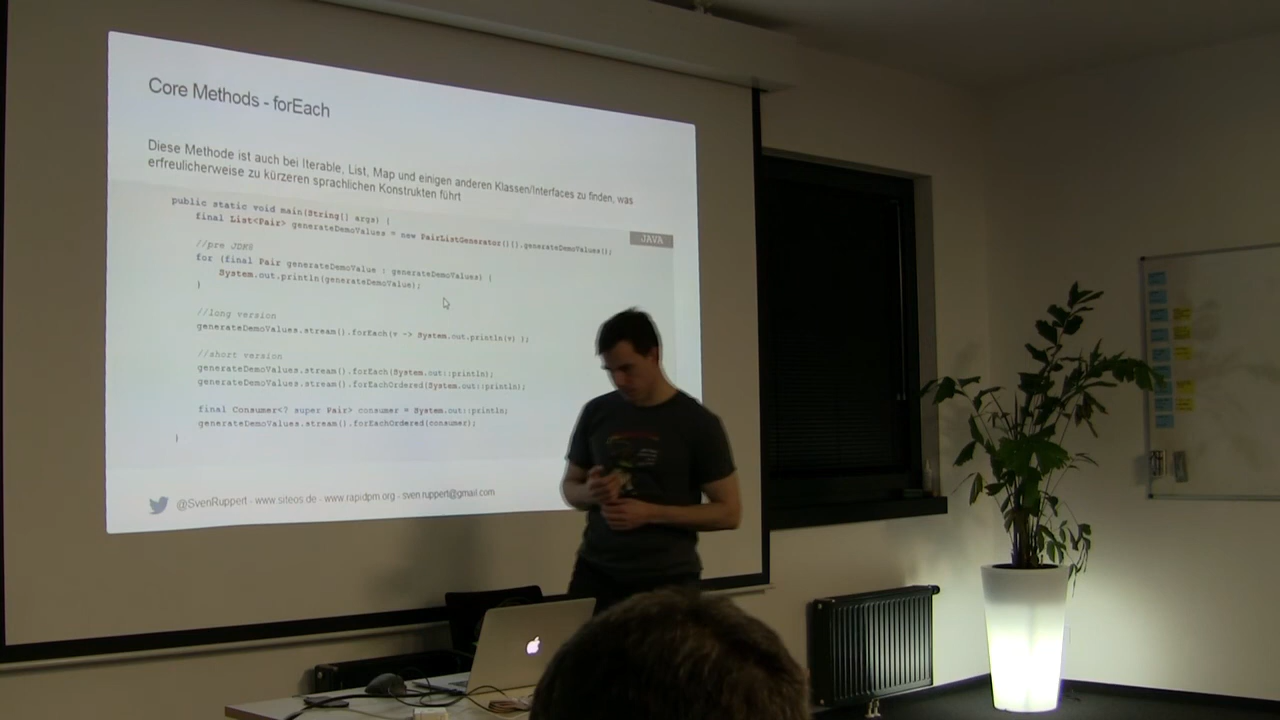 Core Methods - forEach
Diese Methode ist auch bei Iterable, List, Map und einigen anderen Klassen/Interfaces zu finden, was
erfreulicherweise zu kürzeren sprachlichen Konstrukten führt
JAVA
public static void main(String[] args) {
final List<Pair> generateDemoValues = new PairListGenerator(){}.generateDemoValues();
//pre JDK8
for (final Pair generateDemoValue : generateDemoValues) {
System.out.println(generateDemoValue);
}
//long version
generateDemoValues.stream().forEach(v -> System.out.println(v) );
//short version
generateDemoValues.stream().forEach(System.out::println);
generateDemoValues.stream().forEachOrdered(System.out::println);
final Consumer<? super Pair> consumer = System.out::println;
generateDemoValues.stream().forEachOrdered(consumer);
}
@SvenRuppert - www.siteos.de - www.rapidpm.org - sven.ruppert@gmail.com